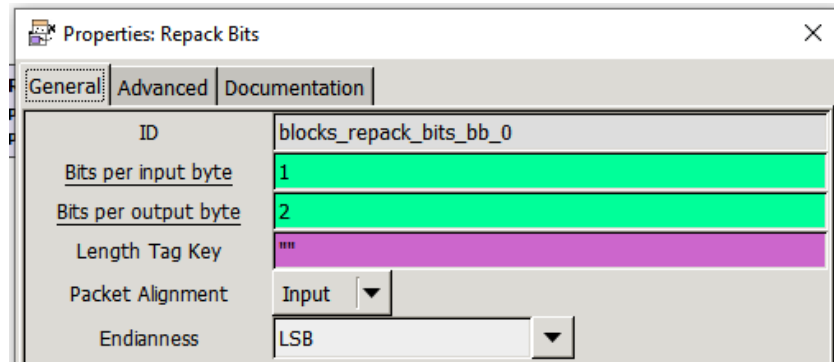 Properties: Repack Bits
General Advanced Documentation
ID blocks_repack_bits_bb_0
Bits per input byte 1
Bits per output byte 2
Length Tag Key ""
Packet Alignment Input
Endianness LSB